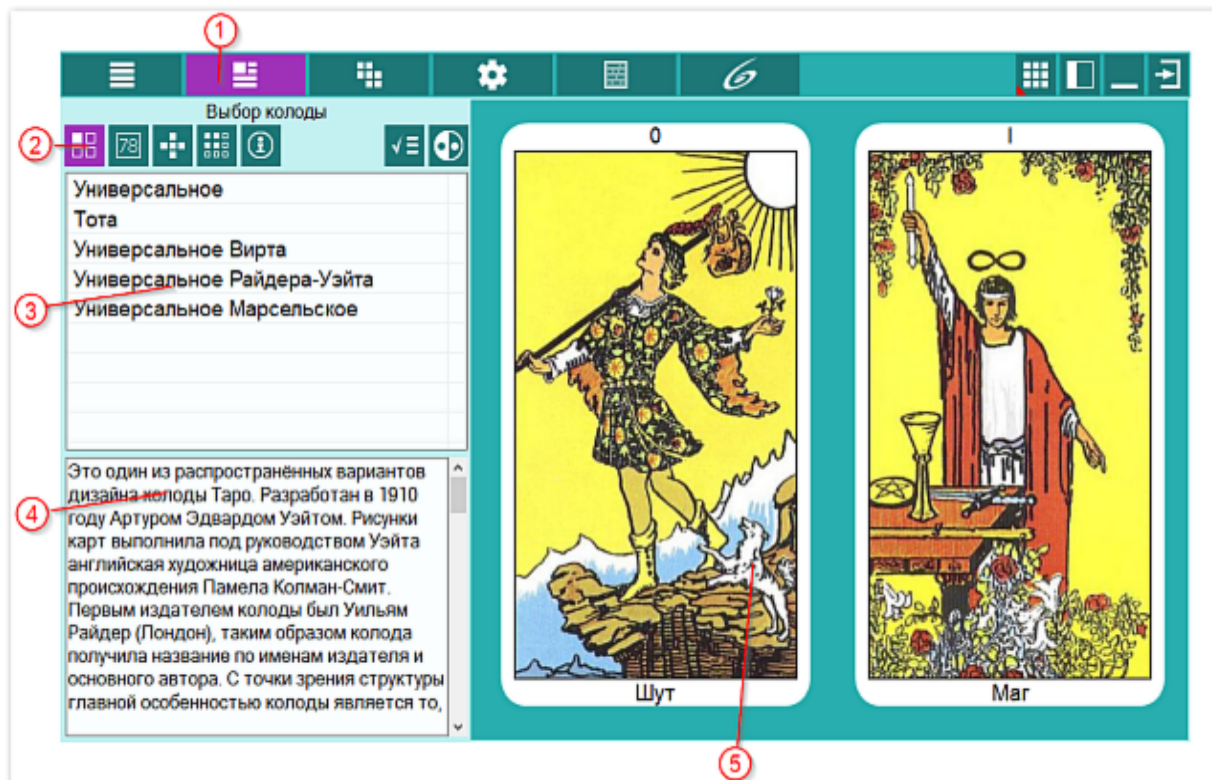 1
Выбор колоды
2
78
Универсальное
Тота
Универсальное Вирта
Универсальное Райдера-Уэйта
3
Универсальное Марсельское
Это один из распространённых вариантов
дизайна колоды Таро. Разработан в 1910
4
году Артуром Эдвардом Уэйтом. Рисунки
карт выполнила под руководством Уэйта
английская художница американского
происхождения Памела Колман-Смит.
Первым издателем колоды был Уильям
Райдер (Лондон), таким образом колода
получила название по именам издателя и
основного автора. С точки зрения структуры
главной особенностью колоды является то,
0
Шут
I
Маг
5